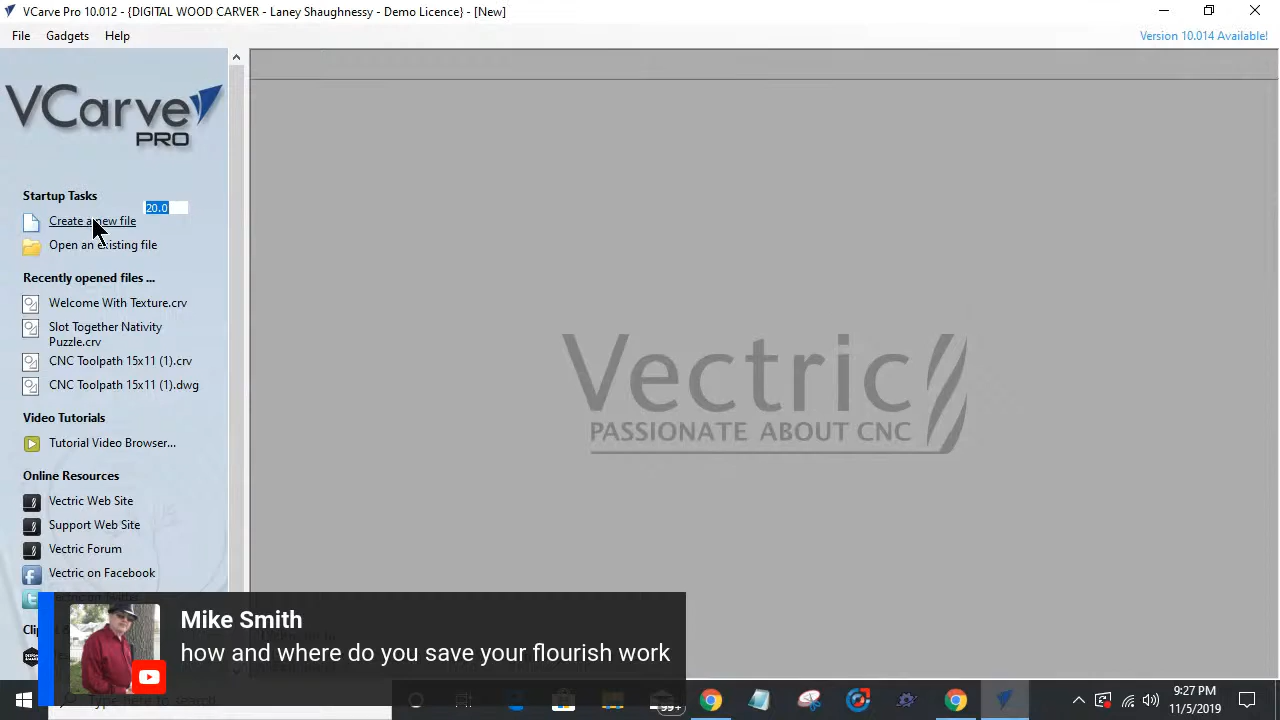 VCarve Pro 10.012 - {DIGITAL WOOD CARVER - Laney Shaughnessy - Demo Licence} - [New]
File Gadgets Help
Version 10.014 Available!
VCarve
PRO
Startup Tasks
20.0
Create a new file
Open an existing file
Recently opened files ...
Welcome With Texture.crv
Slot Together Nativity
Puzzle.crv
CNC Toolpath 15x11 (1).crv
CNC Toolpath 15x11 (1).dwg
Video Tutorials
Tutorial Video Browser...
Online Resources
Vectric Web Site
Support Web Site
Vectric Forum
Vectric on Facebook
Vectric
PASSIONATE ABOUT CNC
Mike Smith
how and where do you save your flourish work
Type here to search
99+
9:27 PM
11/5/2019